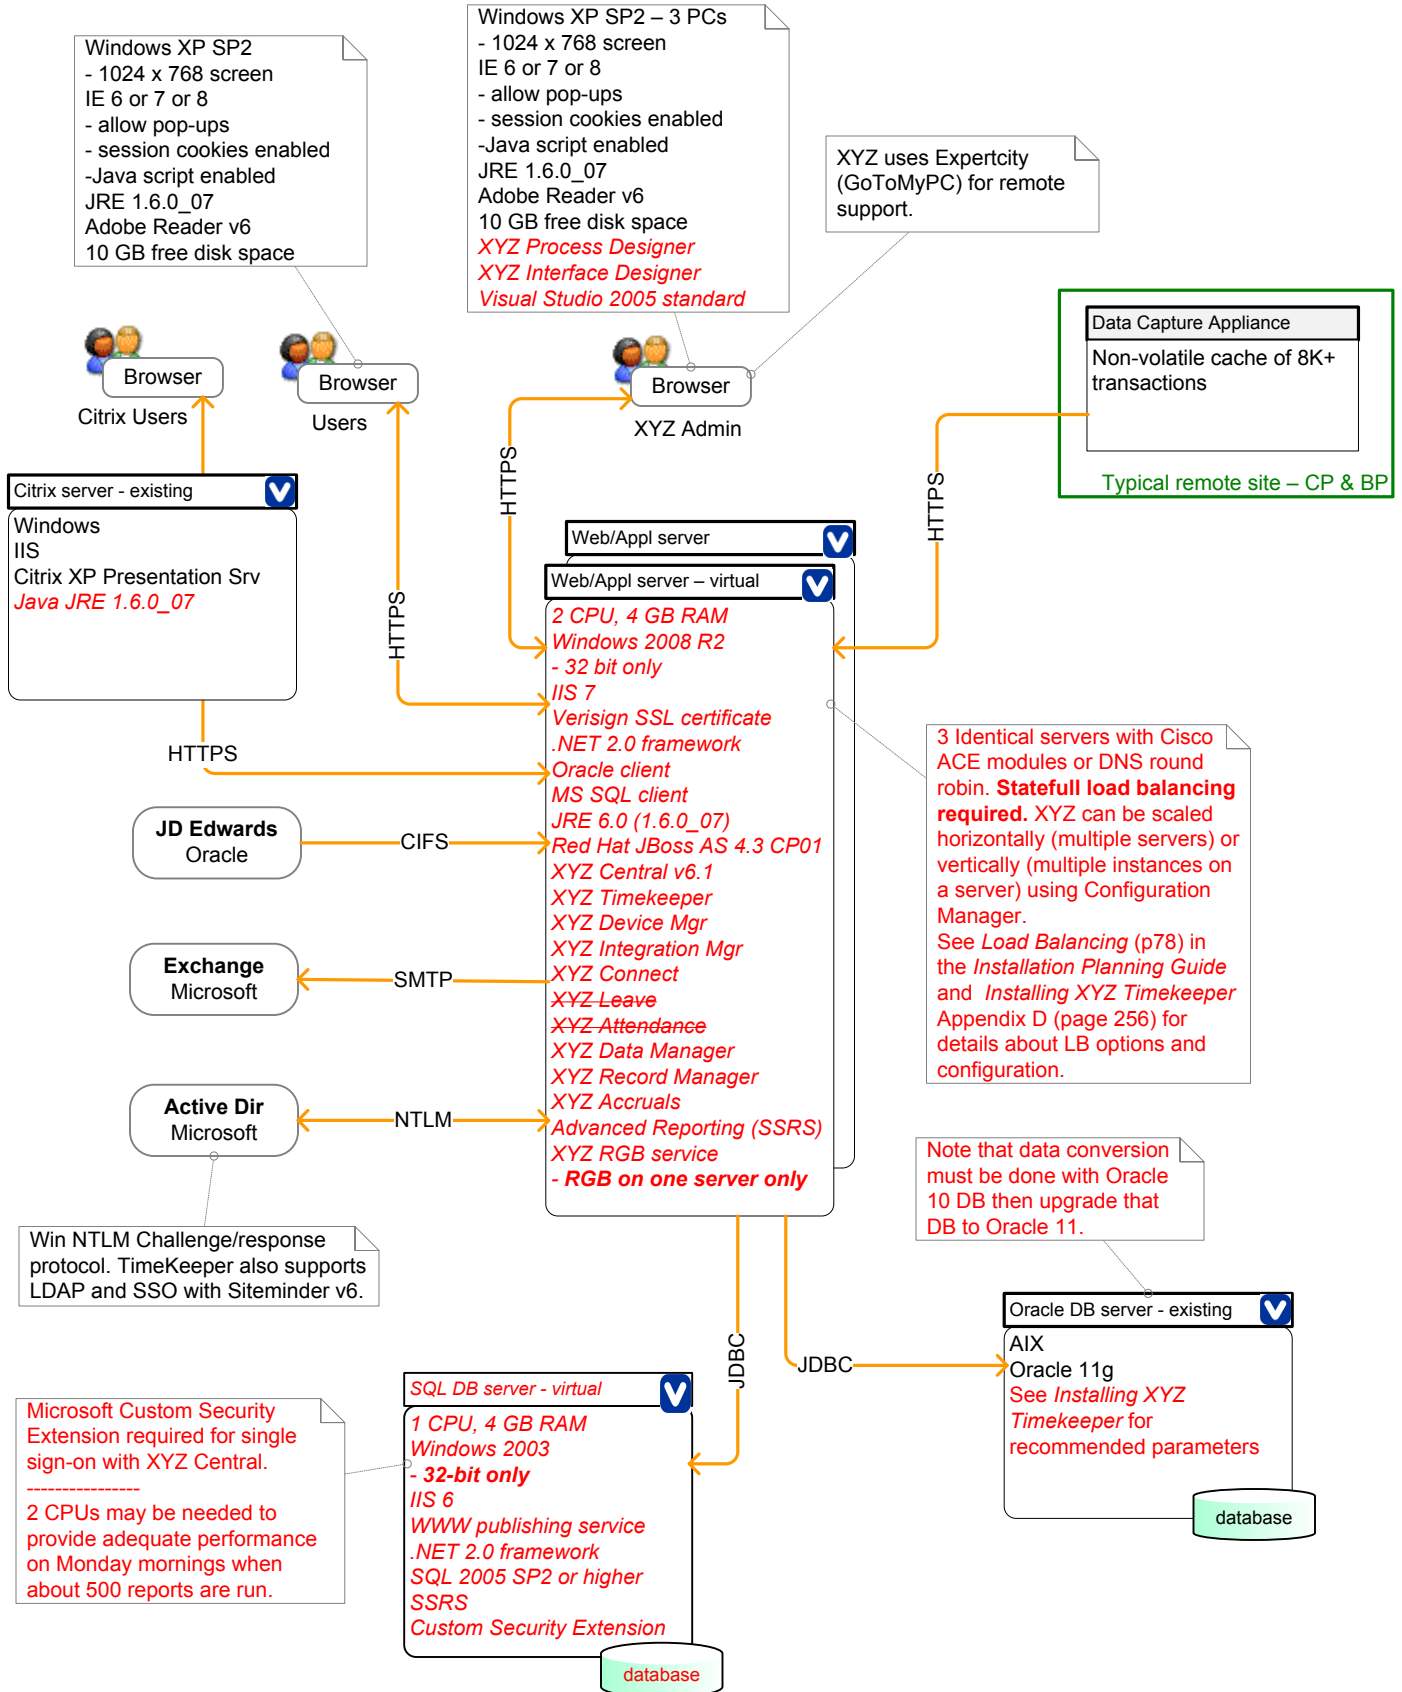 Windows XP SP2
- 1024 x 768 screen
IE 6 or 7 or 8
- allow pop-ups
- session cookies enabled
-Java script enabled
JRE 1.6.0_07
Adobe Reader v6
10 GB free disk space
Windows XP SP2 – 3 PCs
- 1024 x 768 screen
IE 6 or 7 or 8
- allow pop-ups
- session cookies enabled
-Java script enabled
JRE 1.6.0_07
Adobe Reader v6
10 GB free disk space
XYZ Process Designer
XYZ Interface Designer
Visual Studio 2005 standard
XYZ uses Expertcity
(GoToMyPC) for remote
support.
Browser
Citrix Users
Browser
Users
Browser
XYZ Admin
Data Capture Appliance
Non-volatile cache of 8K+
transactions
Typical remote site – CP & BP
HTTPS
HTTPS
HTTPS
Citrix server - existing
Windows
IIS
Citrix XP Presentation Srv
Java JRE 1.6.0_07
HTTPS
Web/Appl server
Web/Appl server – virtual
2 CPU, 4 GB RAM
Windows 2008 R2
- 32 bit only
IIS 7
Verisign SSL certificate
.NET 2.0 framework
Oracle client
MS SQL client
JRE 6.0 (1.6.0_07)
Red Hat JBoss AS 4.3 CP01
XYZ Central v6.1
XYZ Timekeeper
XYZ Device Mgr
XYZ Integration Mgr
XYZ Connect
XYZ Leave
XYZ Attendance
XYZ Data Manager
XYZ Record Manager
XYZ Accruals
Advanced Reporting (SSRS)
XYZ RGB service
- RGB on one server only
3 Identical servers with Cisco
ACE modules or DNS round
robin. Statefull load balancing
required. XYZ can be scaled
horizontally (multiple servers) or
vertically (multiple instances on
a server) using Configuration
Manager.
See Load Balancing (p78) in
the Installation Planning Guide
and Installing XYZ Timekeeper
Appendix D (page 256) for
details about LB options and
configuration.
JD Edwards
Oracle
CIFS
Exchange
Microsoft
SMTP
Active Dir
Microsoft
NTLM
Win NTLM Challenge/response
protocol. TimeKeeper also supports
LDAP and SSO with Siteminder v6.
Note that data conversion
must be done with Oracle
10 DB then upgrade that
DB to Oracle 11.
JDBC
JDBC
Oracle DB server - existing
AIX
Oracle 11g
See Installing XYZ
Timekeeper for
recommended parameters
database
SQL DB server - virtual
1 CPU, 4 GB RAM
Windows 2003
- 32-bit only
IIS 6
WWW publishing service
.NET 2.0 framework
SQL 2005 SP2 or higher
SSRS
Custom Security Extension
database
Microsoft Custom Security
Extension required for single
sign-on with XYZ Central.
----------------
2 CPUs may be needed to
provide adequate performance
on Monday mornings when
about 500 reports are run.